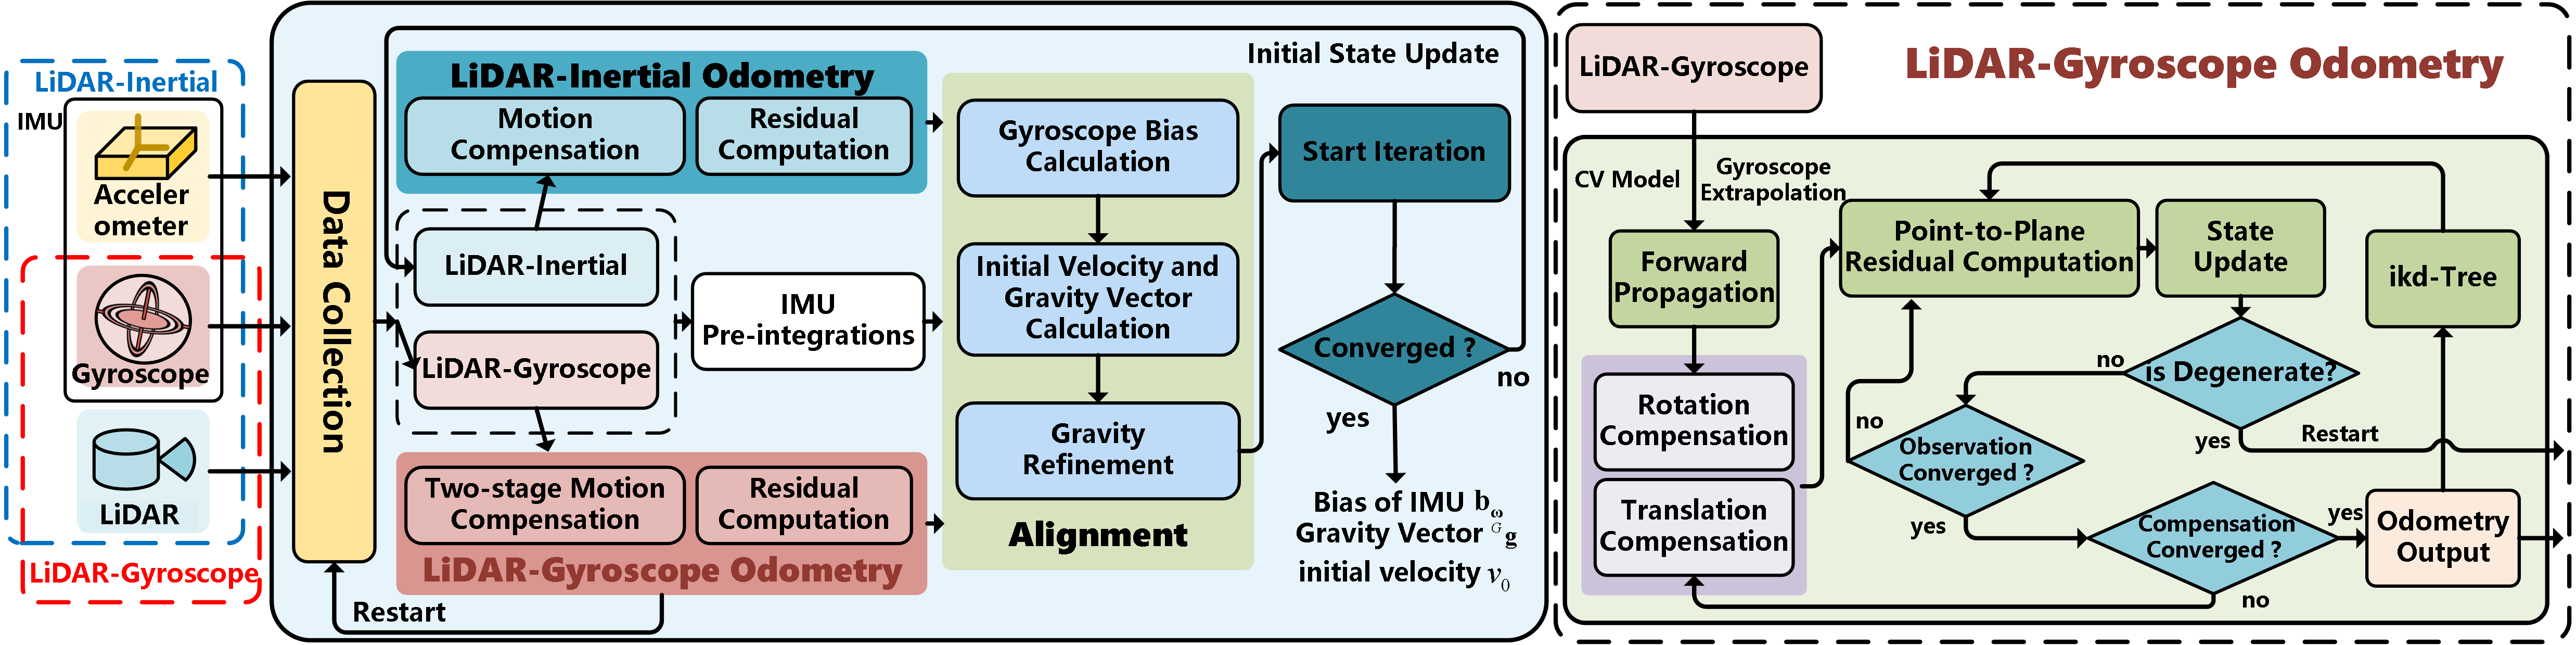 LiDAR-Inertial
IMU
Acceler
ometer
Gyroscope
LiDAR
LiDAR-Gyroscope
Data Collection
Restart
LiDAR-Inertial Odometry
Motion
Compensation
Residual
Computation
LiDAR-Inertial
LiDAR-Gyroscope
Two-stage Motion
Compensation
Residual
Computation
LiDAR-Gyroscope Odometry
IMU
Pre-integrations
Gyroscope Bias
Calculation
Initial Velocity and
Gravity Vector
Calculation
Gravity
Refinement
Alignment
Initial State Update
Start Iteration
Converged ?
no
yes
Bias of IMU b_ω
Gravity Vector ᴳg
initial velocity v₀
LiDAR-Gyroscope
LiDAR-Gyroscope Odometry
CV Model
Gyroscope
Extrapolation
Forward
Propagation
Rotation
Compensation
Translation
Compensation
Point-to-Plane
Residual Computation
State
Update
ikd-Tree
is Degenerate?
no
yes
Restart
Observation
Converged ?
no
yes
Compensation
Converged ?
yes
no
Odometry
Output